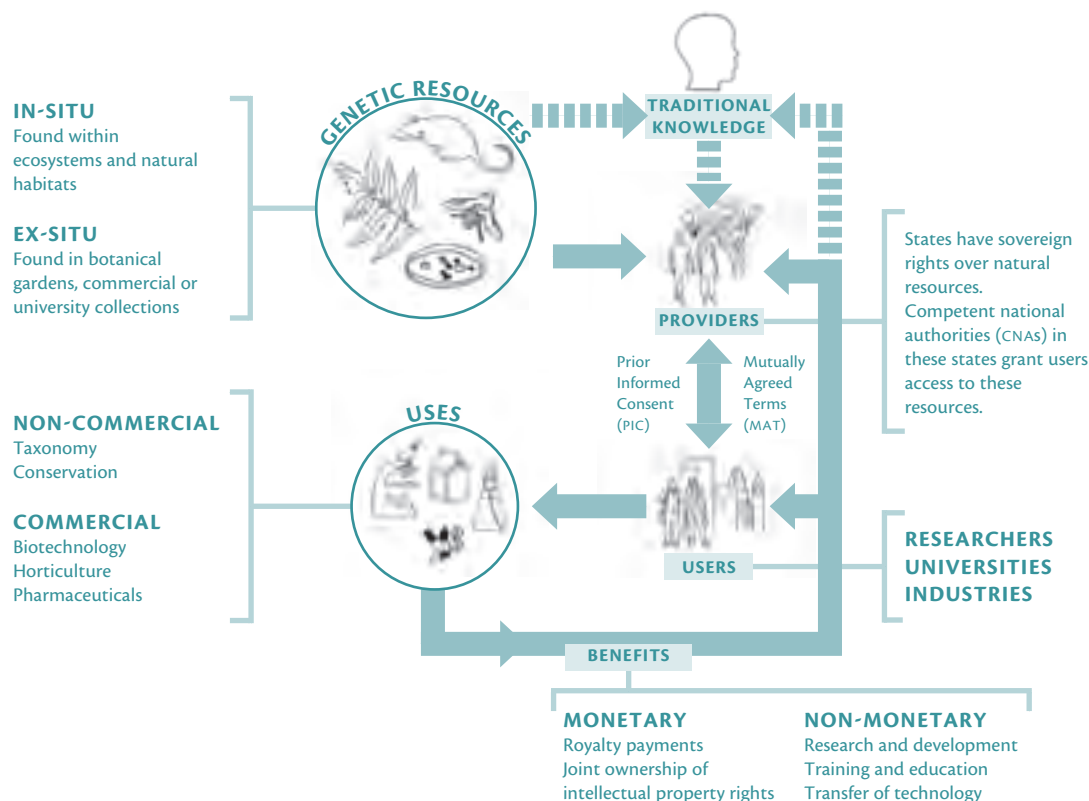 GENETIC RESOURCES
TRADITIONAL
KNOWLEDGE
IN-SITU
Found within
ecosystems and natural
habitats
EX-SITU
Found in botanical
gardens, commercial or
university collections
PROVIDERS
States have sovereign
rights over natural
resources.
Competent national
authorities (CNAs) in
these states grant users
access to these
resources.
Prior
Informed
Consent
(PIC)
Mutually
Agreed
Terms
(MAT)
USES
NON-COMMERCIAL
Taxonomy
Conservation
COMMERCIAL
Biotechnology
Horticulture
Pharmaceuticals
USERS
RESEARCHERS
UNIVERSITIES
INDUSTRIES
BENEFITS
MONETARY
Royalty payments
Joint ownership of
intellectual property rights
NON-MONETARY
Research and development
Training and education
Transfer of technology